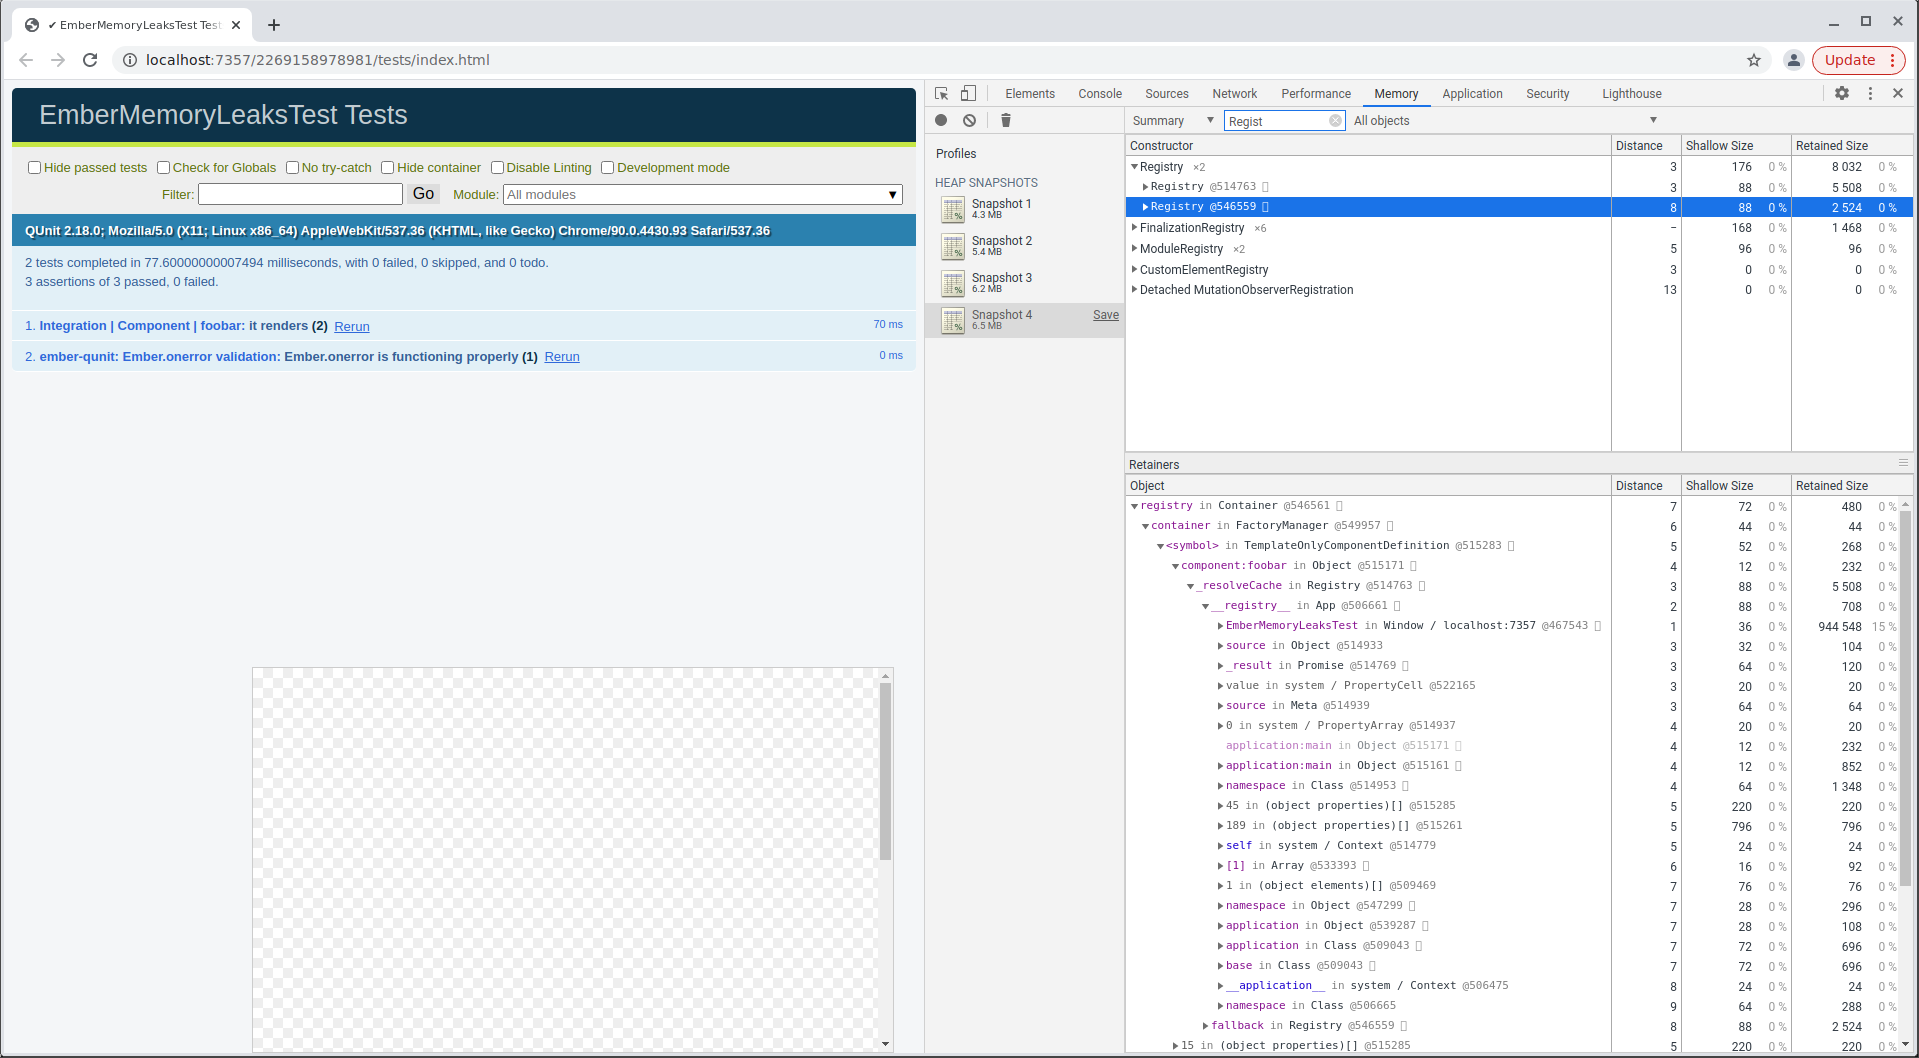 ✔ EmberMemoryLeaksTest Tes
localhost:7357/2269158978981/tests/index.html
Update
EmberMemoryLeaksTest Tests
Hide passed tests Check for Globals No try-catch Hide container Disable Linting Development mode
Filter: Go Module: All modules
QUnit 2.18.0; Mozilla/5.0 (X11; Linux x86_64) AppleWebKit/537.36 (KHTML, like Gecko) Chrome/90.0.4430.93 Safari/537.36
2 tests completed in 77.60000000007494 milliseconds, with 0 failed, 0 skipped, and 0 todo.
3 assertions of 3 passed, 0 failed.
1. Integration | Component | foobar: it renders (2) Rerun 70 ms
2. ember-qunit: Ember.onerror validation: Ember.onerror is functioning properly (1) Rerun 0 ms
Elements Console Sources Network Performance Memory Application Security Lighthouse
Profiles
HEAP SNAPSHOTS
Snapshot 1
4.3 MB
Snapshot 2
5.4 MB
Snapshot 3
6.2 MB
Snapshot 4 Save
6.5 MB
Summary Regist All objects
Constructor Distance Shallow Size Retained Size
Registry ×2 3 176 0 % 8 032 0 %
Registry @514763 3 88 0 % 5 508 0 %
Registry @546559 8 88 0 % 2 524 0 %
FinalizationRegistry ×6 – 168 0 % 1 468 0 %
ModuleRegistry ×2 5 96 0 % 96 0 %
CustomElementRegistry 3 0 0 % 0 0 %
Detached MutationObserverRegistration 13 0 0 % 0 0 %
Retainers
Object Distance Shallow Size Retained Size
registry in Container @546561 7 72 0 % 480 0 %
container in FactoryManager @549957 6 44 0 % 44 0 %
<symbol> in TemplateOnlyComponentDefinition @515283 5 52 0 % 268 0 %
component:foobar in Object @515171 4 12 0 % 232 0 %
_resolveCache in Registry @514763 3 88 0 % 5 508 0 %
__registry__ in App @506661 2 88 0 % 708 0 %
EmberMemoryLeaksTest in Window / localhost:7357 @467543 1 36 0 % 944 548 15 %
source in Object @514933 3 32 0 % 104 0 %
_result in Promise @514769 3 64 0 % 120 0 %
value in system / PropertyCell @522165 3 20 0 % 20 0 %
source in Meta @514939 3 64 0 % 64 0 %
0 in system / PropertyArray @514937 4 20 0 % 20 0 %
application:main in Object @515171 4 12 0 % 232 0 %
application:main in Object @515161 4 12 0 % 852 0 %
namespace in Class @514953 4 64 0 % 1 348 0 %
45 in (object properties)[] @515285 5 220 0 % 220 0 %
189 in (object properties)[] @515261 5 796 0 % 796 0 %
self in system / Context @514779 5 24 0 % 24 0 %
[1] in Array @533393 6 16 0 % 92 0 %
1 in (object elements)[] @509469 7 76 0 % 76 0 %
namespace in Object @547299 7 28 0 % 296 0 %
application in Object @539287 7 28 0 % 108 0 %
application in Class @509043 7 72 0 % 696 0 %
base in Class @509043 7 72 0 % 696 0 %
__application__ in system / Context @506475 8 24 0 % 24 0 %
namespace in Class @506665 9 64 0 % 288 0 %
fallback in Registry @546559 8 88 0 % 2 524 0 %
15 in (object properties)[] @515285 5 220 0 % 220 0 %